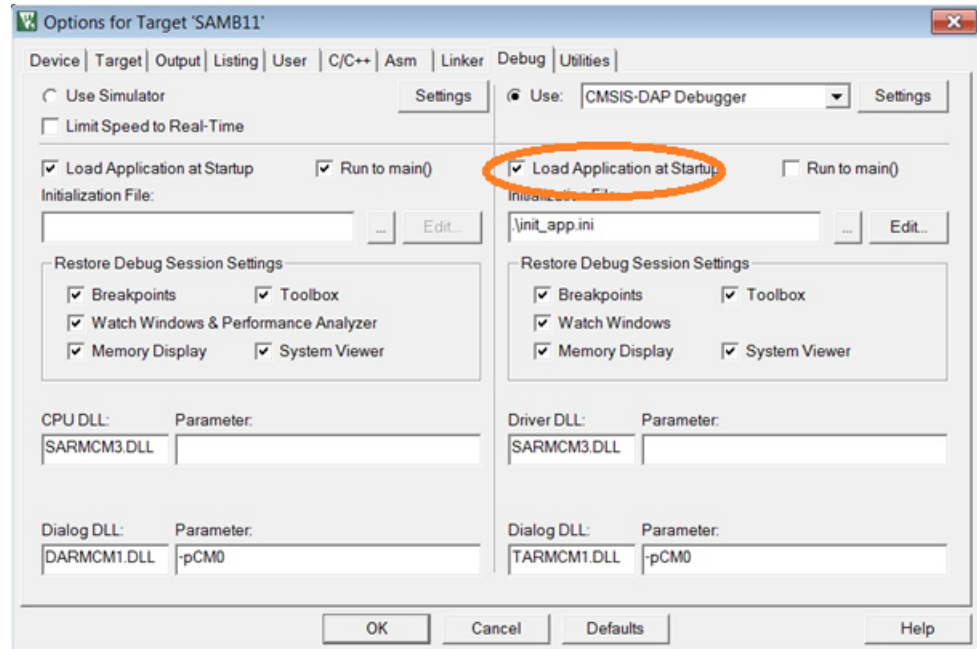 Options for Target 'SAMB11'
Device Target Output Listing User C/C++ Asm Linker Debug Utilities
Use Simulator Settings
Limit Speed to Real-Time
Use: CMSIS-DAP Debugger Settings
Load Application at Startup Run to main()
Initialization File:
... Edit...
Load Application at Startup Run to main()
Initialization File:
.\init_app.ini ... Edit...
Restore Debug Session Settings
Breakpoints Toolbox
Watch Windows & Performance Analyzer
Memory Display System Viewer
Restore Debug Session Settings
Breakpoints Toolbox
Watch Windows
Memory Display System Viewer
CPU DLL: Parameter:
SARMCM3.DLL
Driver DLL: Parameter:
SARMCM3.DLL
Dialog DLL: Parameter:
DARMCM1.DLL -pCM0
Dialog DLL: Parameter:
TARMCM1.DLL -pCM0
OK Cancel Defaults Help